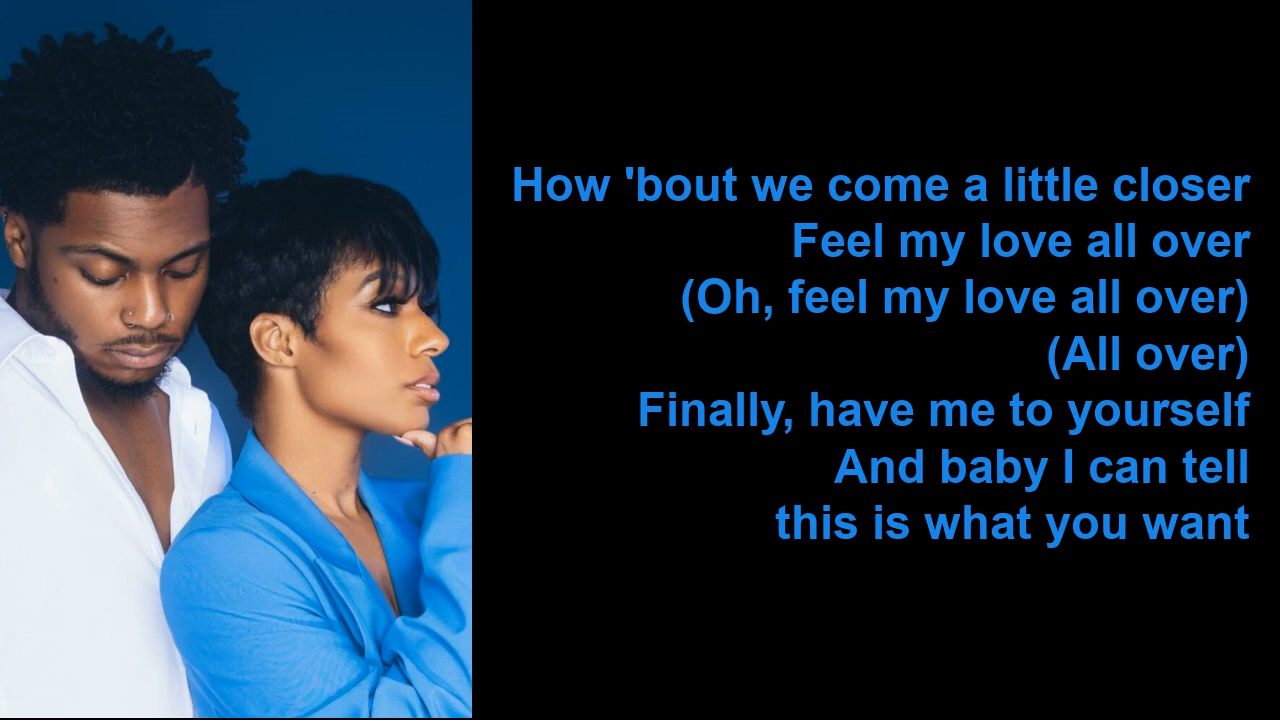 How 'bout we come a little closer
Feel my love all over
(Oh, feel my love all over)
(All over)
Finally, have me to yourself
And baby I can tell
this is what you want